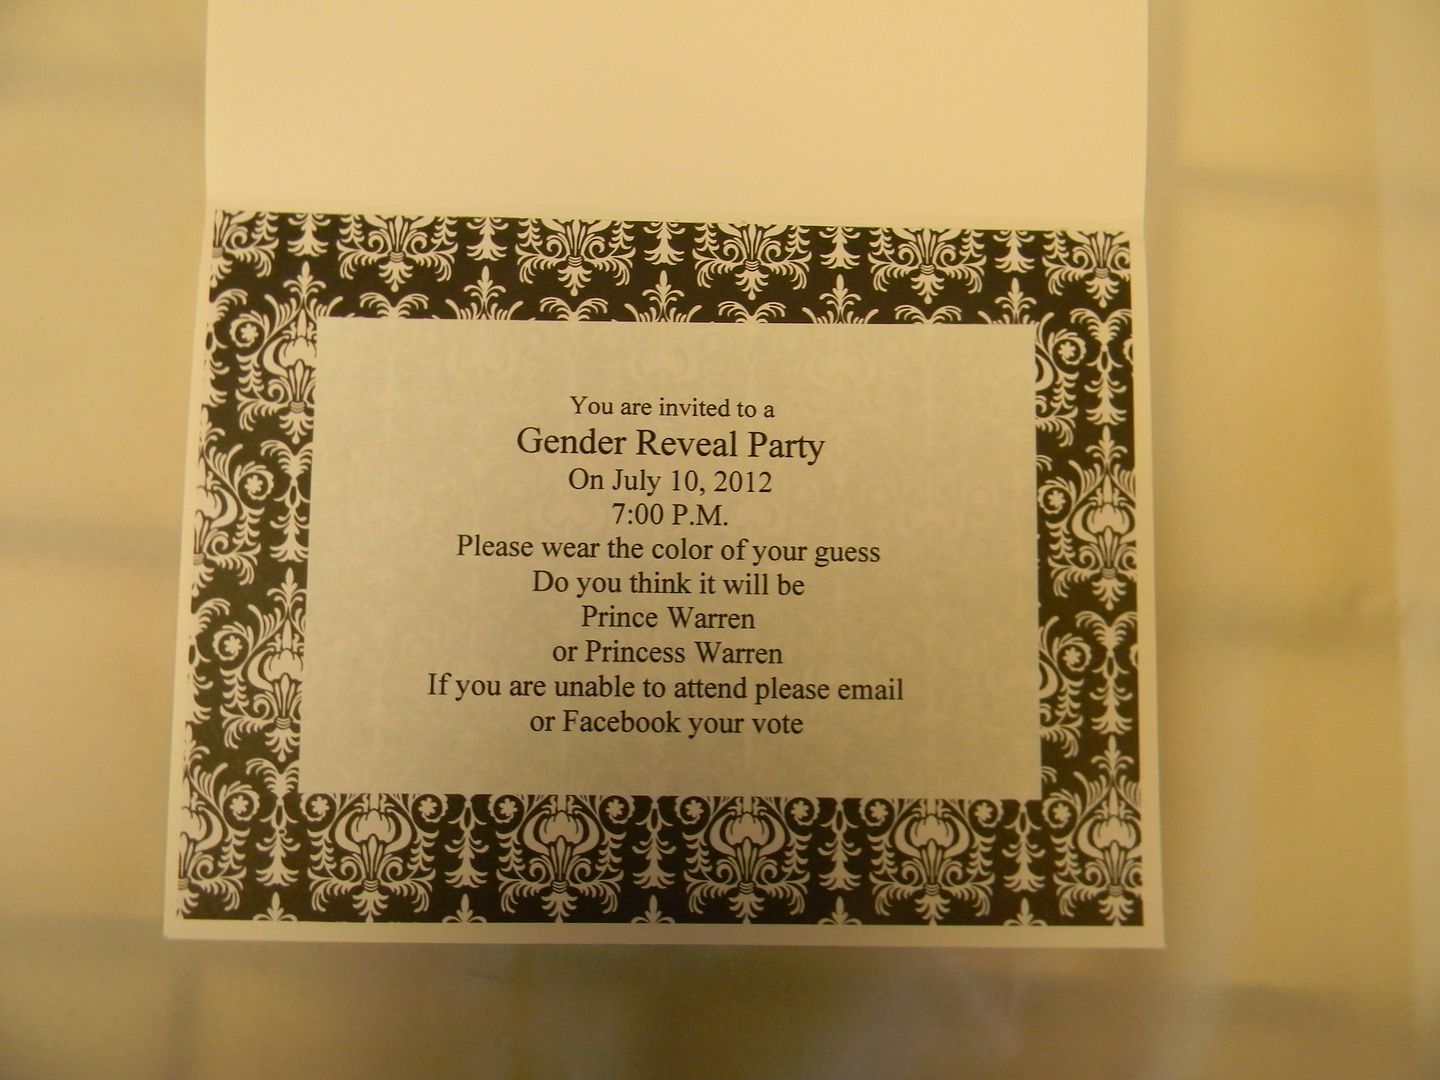 You are invited to a
Gender Reveal Party
On July 10, 2012
7:00 P.M.
Please wear the color of your guess
Do you think it will be
Prince Warren
or Princess Warren
If you are unable to attend please email
or Facebook your vote